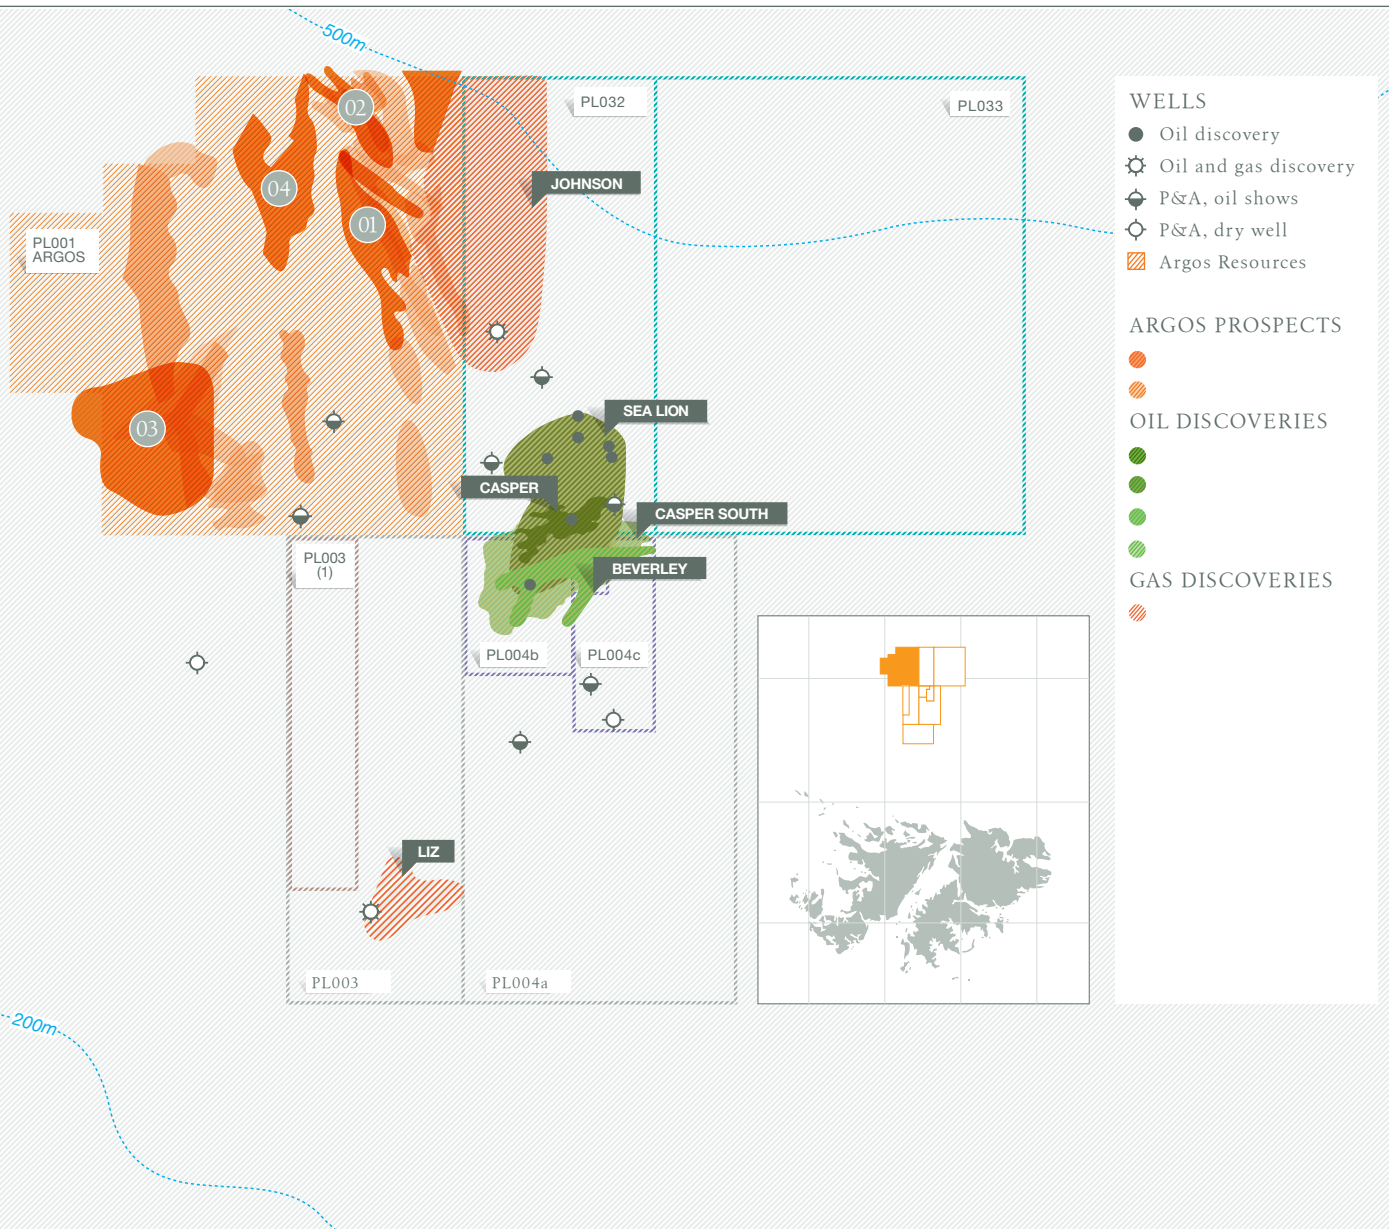 500m
PL032
PL033
02
JOHNSON
04
01
PL001
ARGOS
03
SEA LION
CASPER
CASPER SOUTH
BEVERLEY
PL003
(1)
PL004b
PL004c
LIZ
PL003
PL004a
200m
WELLS
Oil discovery
Oil and gas discovery
P&A, oil shows
P&A, dry well
Argos Resources
ARGOS PROSPECTS
OIL DISCOVERIES
GAS DISCOVERIES